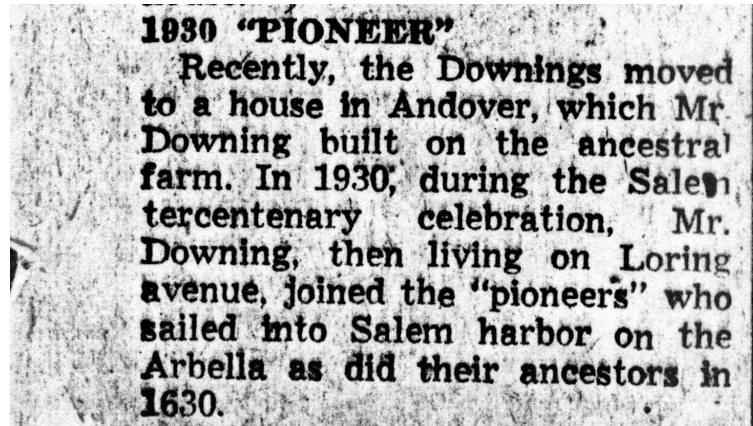 1930 "PIONEER"
Recently, the Downings moved
to a house in Andover, which Mr.
Downing built on the ancestral
farm. In 1930, during the Salem
tercentenary celebration, Mr.
Downing, then living on Loring
avenue, joined the "pioneers" who
sailed into Salem harbor on the
Arbella as did their ancestors in
1630.